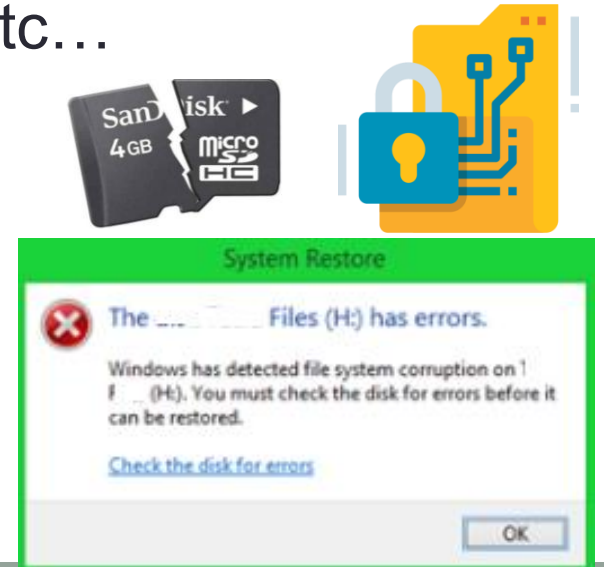 tc…
SanDisk
4GB
Micro
SD
HC
System Restore
The Files (H:) has errors.
Windows has detected file system corruption on
(H:). You must check the disk for errors before it
can be restored.
Check the disk for errors
OK